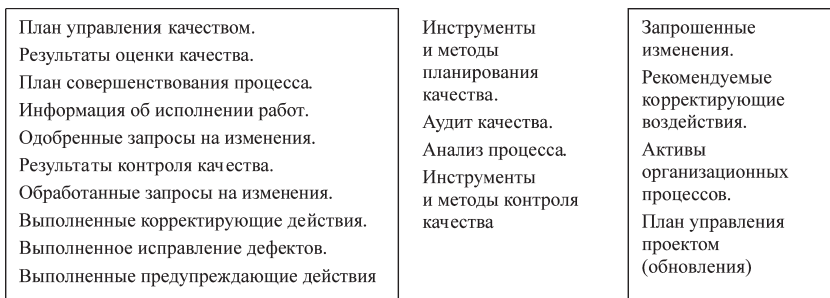 План управления качеством.
Результаты оценки качества.
План совершенствования процесса.
Информация об исполнении работ.
Одобренные запросы на изменения.
Результаты контроля качества.
Обработанные запросы на изменения.
Выполненные корректирующие действия.
Выполненное исправление дефектов.
Выполненные предупреждающие действия
Инструменты
и методы
планирования
качества.
Аудит качества.
Анализ процесса.
Инструменты
и методы контроля
качества
Запрошенные
изменения.
Рекомендуемые
корректирующие
воздействия.
Активы
организационных
процессов.
План управления
проектом
(обновления)